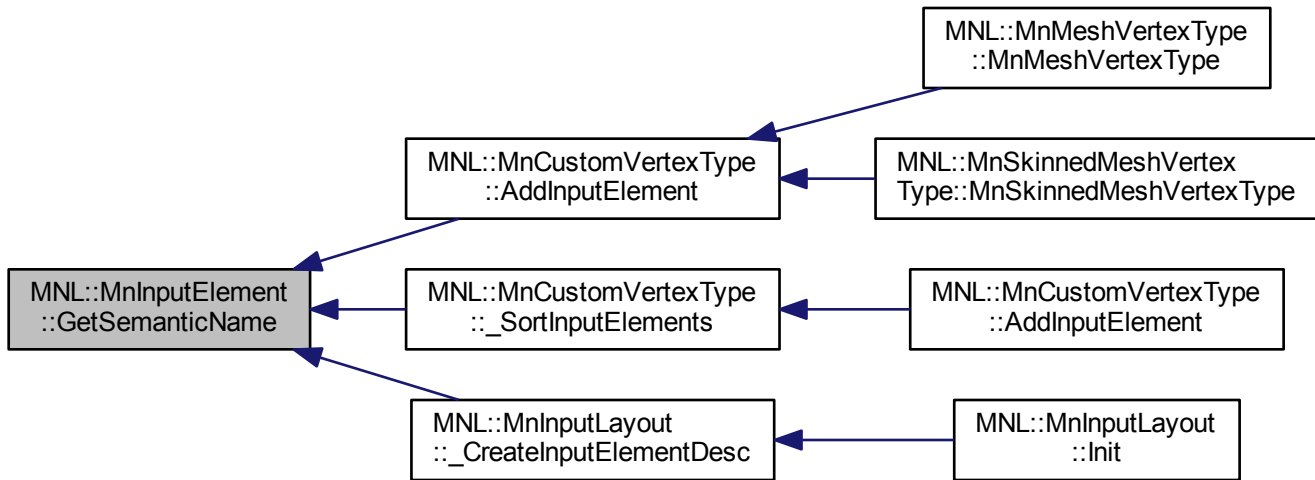 MNL::MnMeshVertexType
::MnMeshVertexType
MNL::MnCustomVertexType
::AddInputElement
MNL::MnSkinnedMeshVertex
Type::MnSkinnedMeshVertexType
MNL::MnInputElement
::GetSemanticName
MNL::MnCustomVertexType
::_SortInputElements
MNL::MnCustomVertexType
::AddInputElement
MNL::MnInputLayout
::_CreateInputElementDesc
MNL::MnInputLayout
::Init